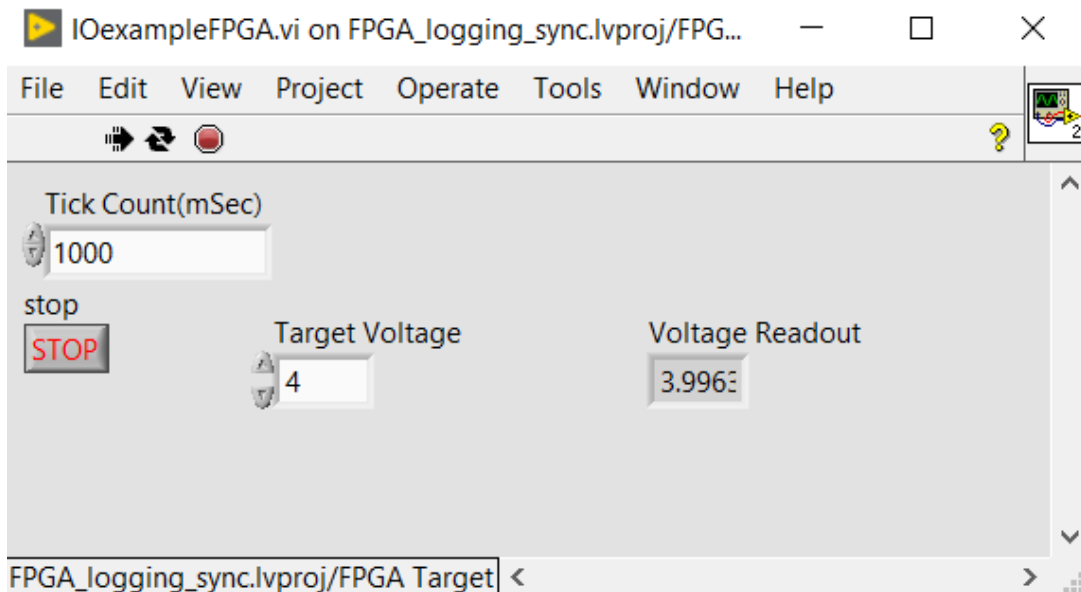 IOexampleFPGA.vi on FPGA_logging_sync.lvproj/FPG...
File Edit View Project Operate Tools Window Help
?
2
Tick Count(mSec)
1000
stop
STOP
Target Voltage
4
Voltage Readout
3.9963
FPGA_logging_sync.lvproj/FPGA Target